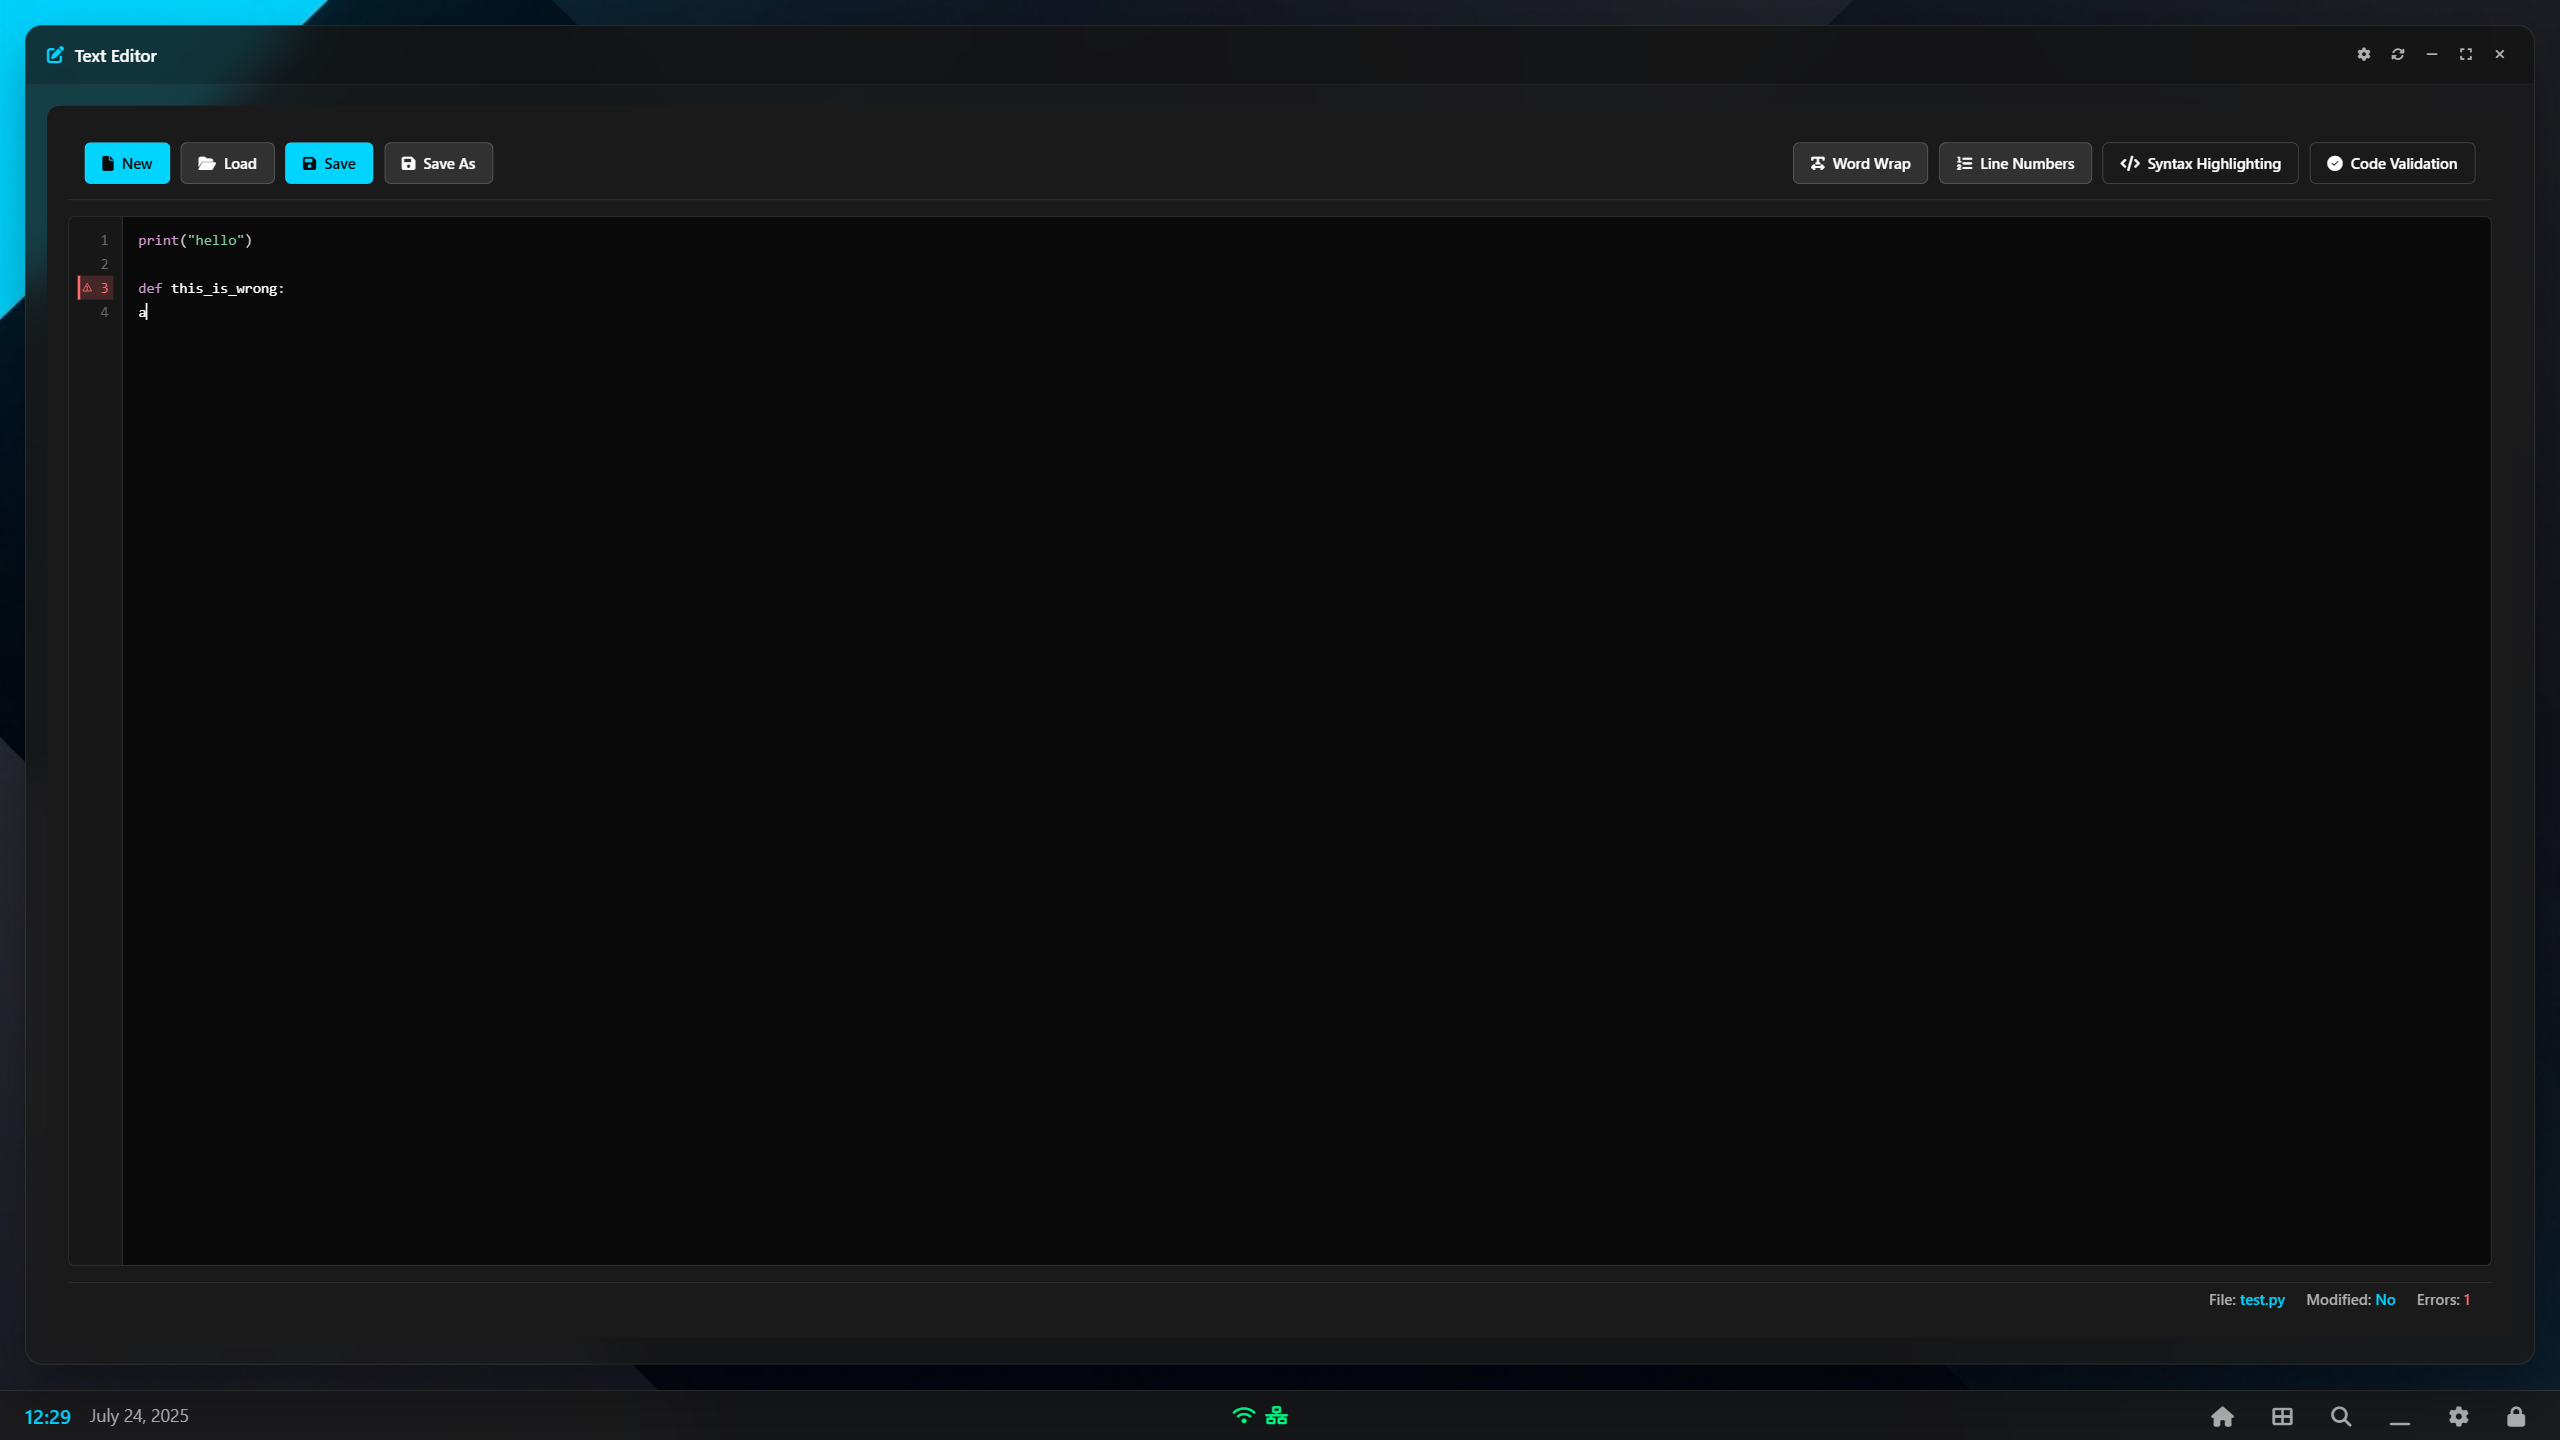 Text Editor
New Load Save Save As Word Wrap Line Numbers Syntax Highlighting Code Validation
1 print("hello")
2
3 def this_is_wrong:
4 a
File: test.py Modified: No Errors: 1
12:29 July 24, 2025